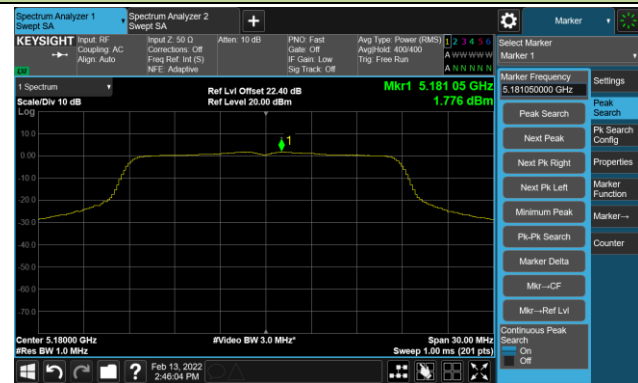 Spectrum Analyzer 1
Swept SA
Spectrum Analyzer 2
Swept SA
+
Marker
KEYSIGHT
Input: RF
Coupling: AC
Align: Auto
Input Z: 50 Ω
Corrections: Off
Freq Ref: Int (S)
NFE: Adaptive
Atten: 10 dB
PNO: Fast
Gate: Off
IF Gain: Low
Sig Track: Off
Avg Type: Power (RMS)
Avg|Hold: 400/400
Trig: Free Run
1 2 3 4 5 6
A W W W W W
A N N N N N
LXI
Select Marker
Marker 1
1 Spectrum
Scale/Div 10 dB
Log
Ref Lvl Offset 22.40 dB
Ref Level 20.00 dBm
Mkr1 5.181 05 GHz
1.776 dBm
10.0
0.00
-10.0
-20.0
-30.0
-40.0
-50.0
-60.0
-70.0
1
Center 5.18000 GHz
#Res BW 1.0 MHz
#Video BW 3.0 MHz*
Span 30.00 MHz
Sweep 1.00 ms (201 pts)
Marker Frequency
5.181050000 GHz
Peak Search
Next Peak
Next Pk Right
Next Pk Left
Minimum Peak
Pk-Pk Search
Marker Delta
Mkr→CF
Mkr→Ref Lvl
Continuous Peak
Search
On
Off
Settings
Peak
Search
Pk Search
Config
Properties
Marker
Function
Marker→
Counter
?
Feb 13, 2022
2:46:04 PM